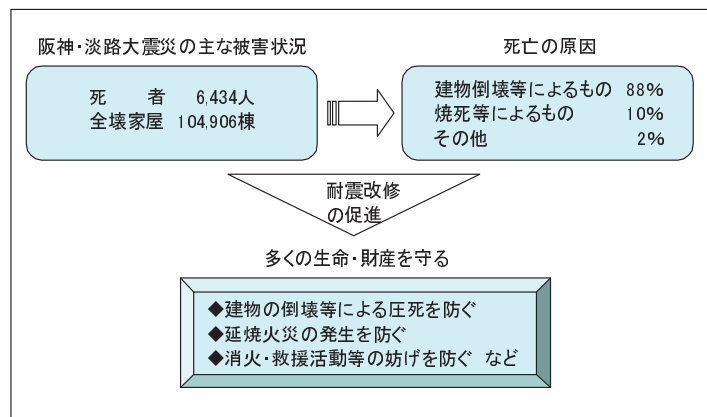 阪神・淡路大震災の主な被害状況
死者 6,434人
全壊家屋 104,906棟
死亡の原因
建物倒壊等によるもの 88%
焼死等によるもの 10%
その他 2%
耐震改修
の促進
多くの生命・財産を守る
◆建物の倒壊等による圧死を防ぐ
◆延焼火災の発生を防ぐ
◆消火・救援活動等の妨げを防ぐ など